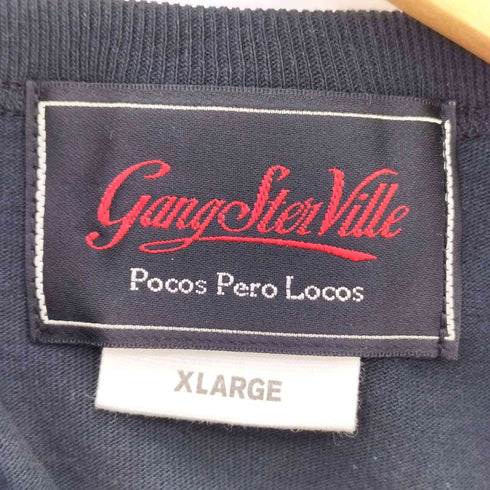 GangSterVille
Pocos Pero Locos
XLARGE